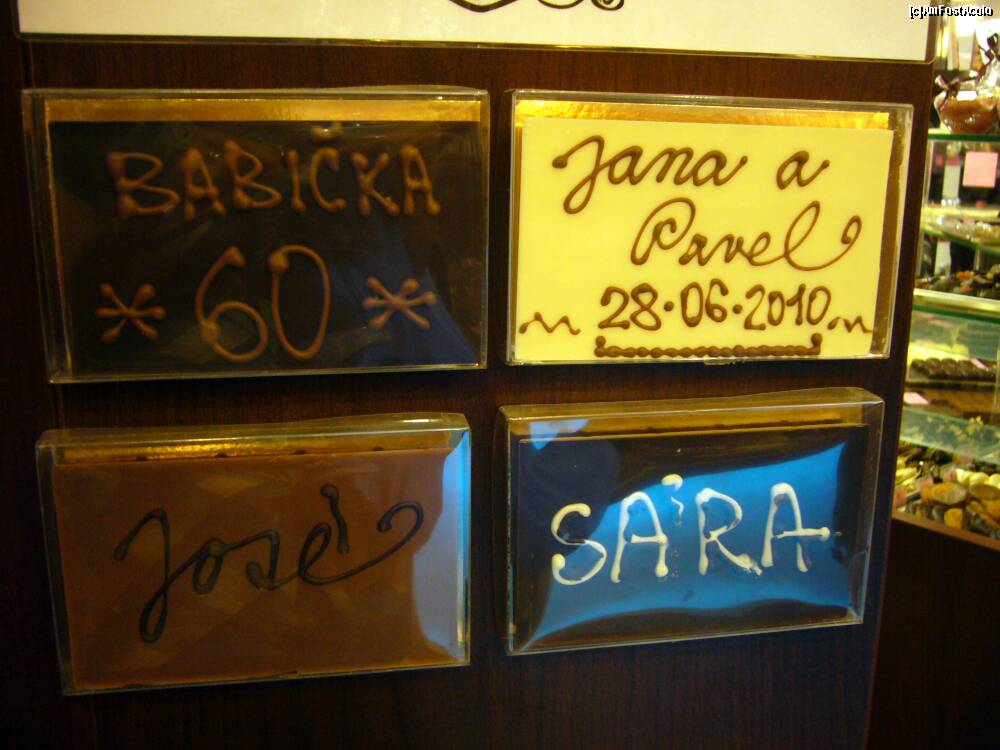 [c]AmFostAcolo
BABIČKA
* 60 *
Jana a
Pavel
28·06·2010
José
SÁRA